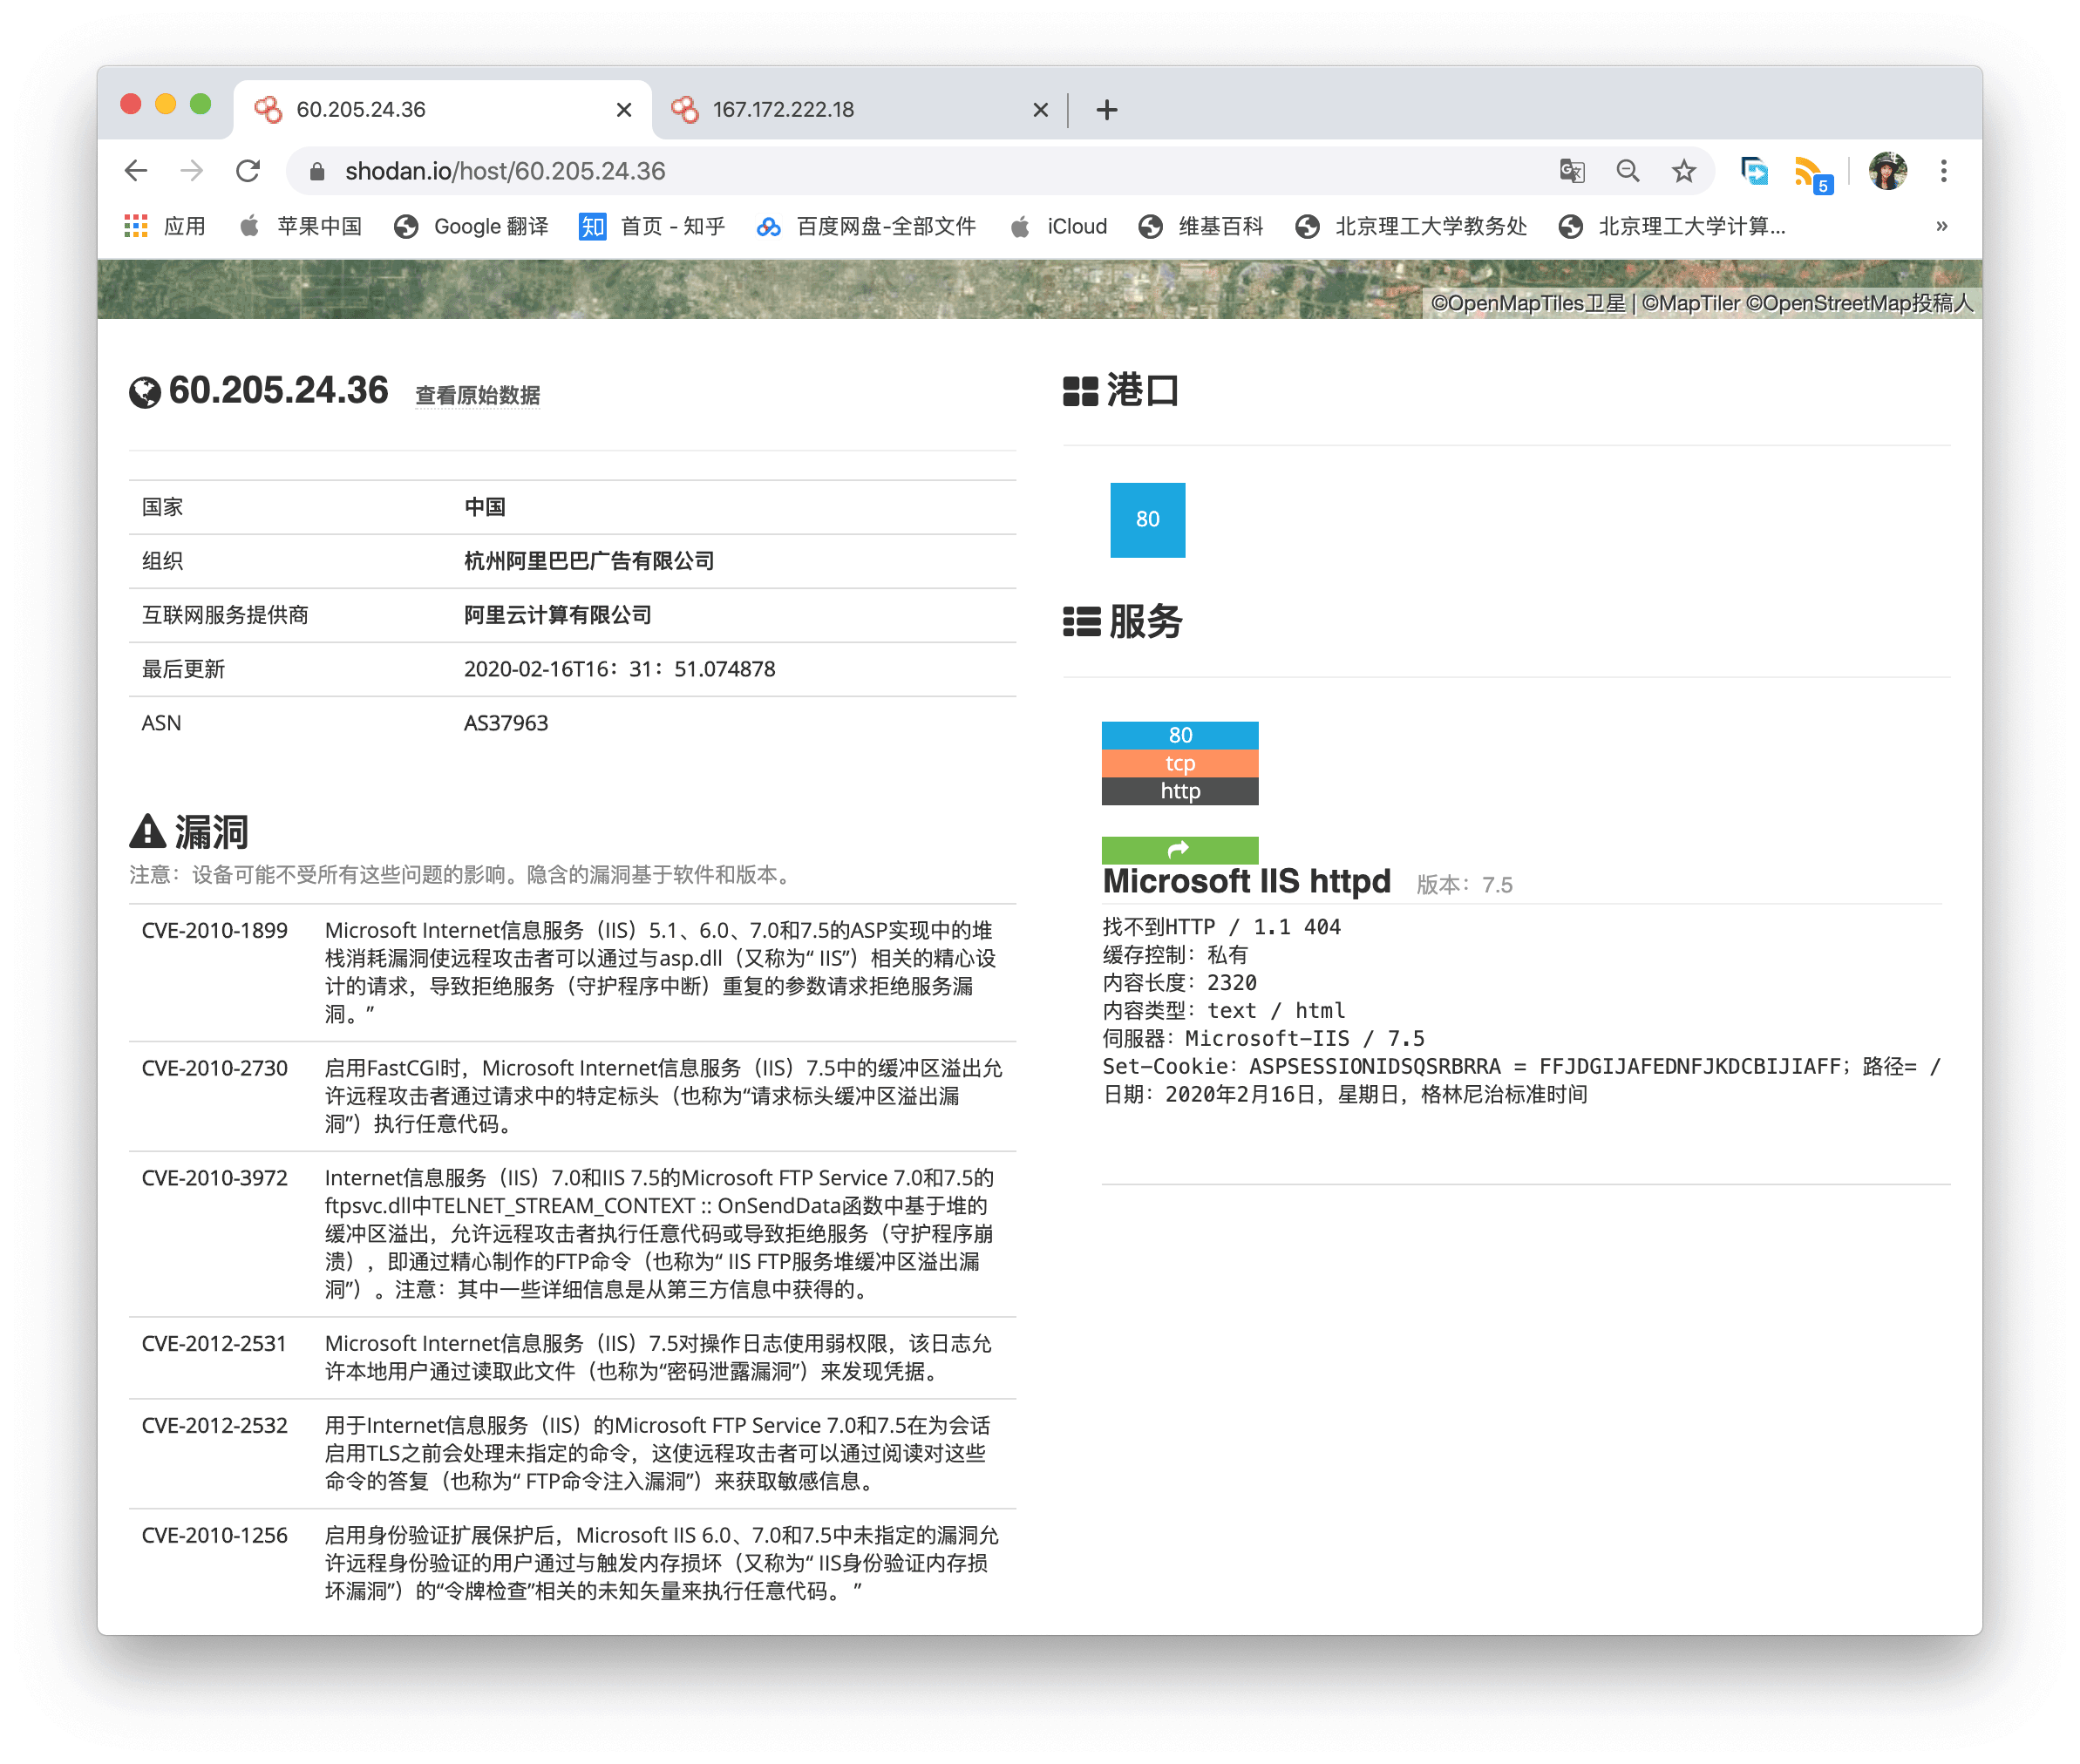 60.205.24.36
167.172.222.18
shodan.io/host/60.205.24.36
5
应用
苹果中国
Google 翻译
知 首页 - 知乎
百度网盘-全部文件
iCloud
维基百科
北京理工大学教务处
北京理工大学计算...
»
©OpenMapTiles卫星 | ©MapTiler ©OpenStreetMap投稿人
60.205.24.36 查看原始数据
国家 中国
组织 杭州阿里巴巴广告有限公司
互联网服务提供商 阿里云计算有限公司
最后更新 2020-02-16T16：31：51.074878
ASN AS37963
漏洞
注意：设备可能不受所有这些问题的影响。隐含的漏洞基于软件和版本。
CVE-2010-1899 Microsoft Internet信息服务（IIS）5.1、6.0、7.0和7.5的ASP实现中的堆
栈消耗漏洞使远程攻击者可以通过与asp.dll（又称为“ IIS”）相关的精心设
计的请求，导致拒绝服务（守护程序中断）重复的参数请求拒绝服务漏
洞。”
CVE-2010-2730 启用FastCGI时，Microsoft Internet信息服务（IIS）7.5中的缓冲区溢出允
许远程攻击者通过请求中的特定标头（也称为“请求标头缓冲区溢出漏
洞”）执行任意代码。
CVE-2010-3972 Internet信息服务（IIS）7.0和IIS 7.5的Microsoft FTP Service 7.0和7.5的
ftpsvc.dll中TELNET_STREAM_CONTEXT :: OnSendData函数中基于堆的
缓冲区溢出，允许远程攻击者执行任意代码或导致拒绝服务（守护程序崩
溃），即通过精心制作的FTP命令（也称为“ IIS FTP服务堆缓冲区溢出漏
洞”）。注意：其中一些详细信息是从第三方信息中获得的。
CVE-2012-2531 Microsoft Internet信息服务（IIS）7.5对操作日志使用弱权限，该日志允
许本地用户通过读取此文件（也称为“密码泄露漏洞”）来发现凭据。
CVE-2012-2532 用于Internet信息服务（IIS）的Microsoft FTP Service 7.0和7.5在为会话
启用TLS之前会处理未指定的命令，这使远程攻击者可以通过阅读对这些
命令的答复（也称为“ FTP命令注入漏洞”）来获取敏感信息。
CVE-2010-1256 启用身份验证扩展保护后，Microsoft IIS 6.0、7.0和7.5中未指定的漏洞允
许远程身份验证的用户通过与触发内存损坏（又称为“ IIS身份验证内存损
坏漏洞”）的“令牌检查”相关的未知矢量来执行任意代码。 ”
港口
80
服务
80
tcp
http
Microsoft IIS httpd 版本：7.5
找不到HTTP / 1.1 404
缓存控制：私有
内容长度：2320
内容类型：text / html
伺服器：Microsoft-IIS / 7.5
Set-Cookie：ASPSESSIONIDSQSRBRRA = FFJDGIJAFEDNFJKDCBIJIAFF；路径= /
日期：2020年2月16日，星期日，格林尼治标准时间